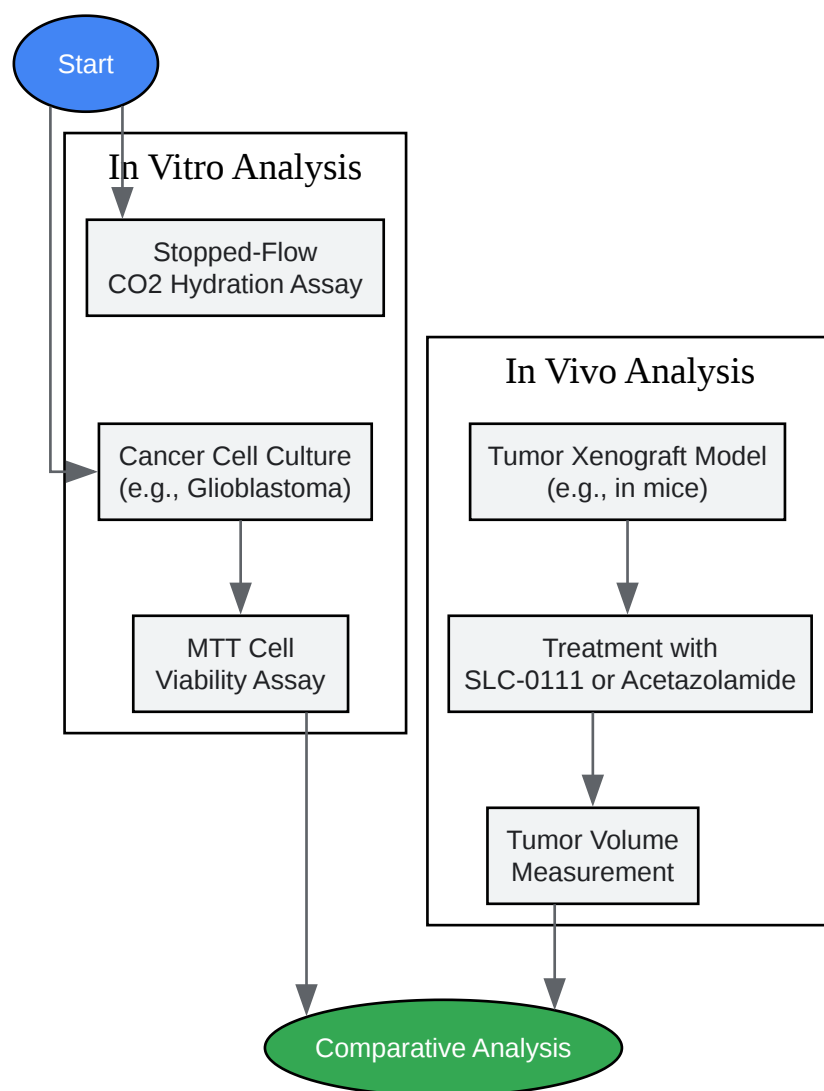 Start
In Vitro Analysis
Stopped-Flow
CO2 Hydration Assay
Cancer Cell Culture
(e.g., Glioblastoma)
MTT Cell
Viability Assay
In Vivo Analysis
Tumor Xenograft Model
(e.g., in mice)
Treatment with
SLC-0111 or Acetazolamide
Tumor Volume
Measurement
Comparative Analysis